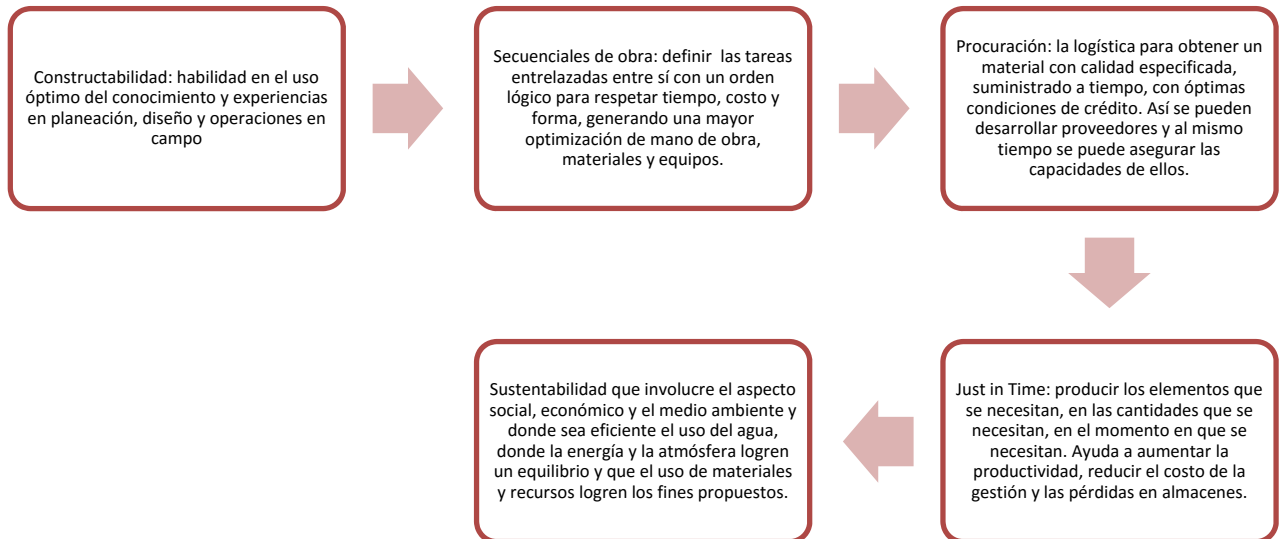 Constructabilidad: habilidad en el uso
óptimo del conocimiento y experiencias
en planeación, diseño y operaciones en
campo
Secuenciales de obra: definir  las tareas
entrelazadas entre sí con un orden
lógico para respetar tiempo, costo y
forma, generando una mayor
optimización de mano de obra,
materiales y equipos.
Procuración: la logística para obtener un
material con calidad especificada,
suministrado a tiempo, con óptimas
condiciones de crédito. Así se pueden
desarrollar proveedores y al mismo
tiempo se puede asegurar las
capacidades de ellos.
Just in Time: producir los elementos que
se necesitan, en las cantidades que se
necesitan, en el momento en que se
necesitan. Ayuda a aumentar la
productividad, reducir el costo de la
gestión y las pérdidas en almacenes.
Sustentabilidad que involucre el aspecto
social, económico y el medio ambiente y
donde sea eficiente el uso del agua,
donde la energía y la atmósfera logren
un equilibrio y que el uso de materiales
y recursos logren los fines propuestos.